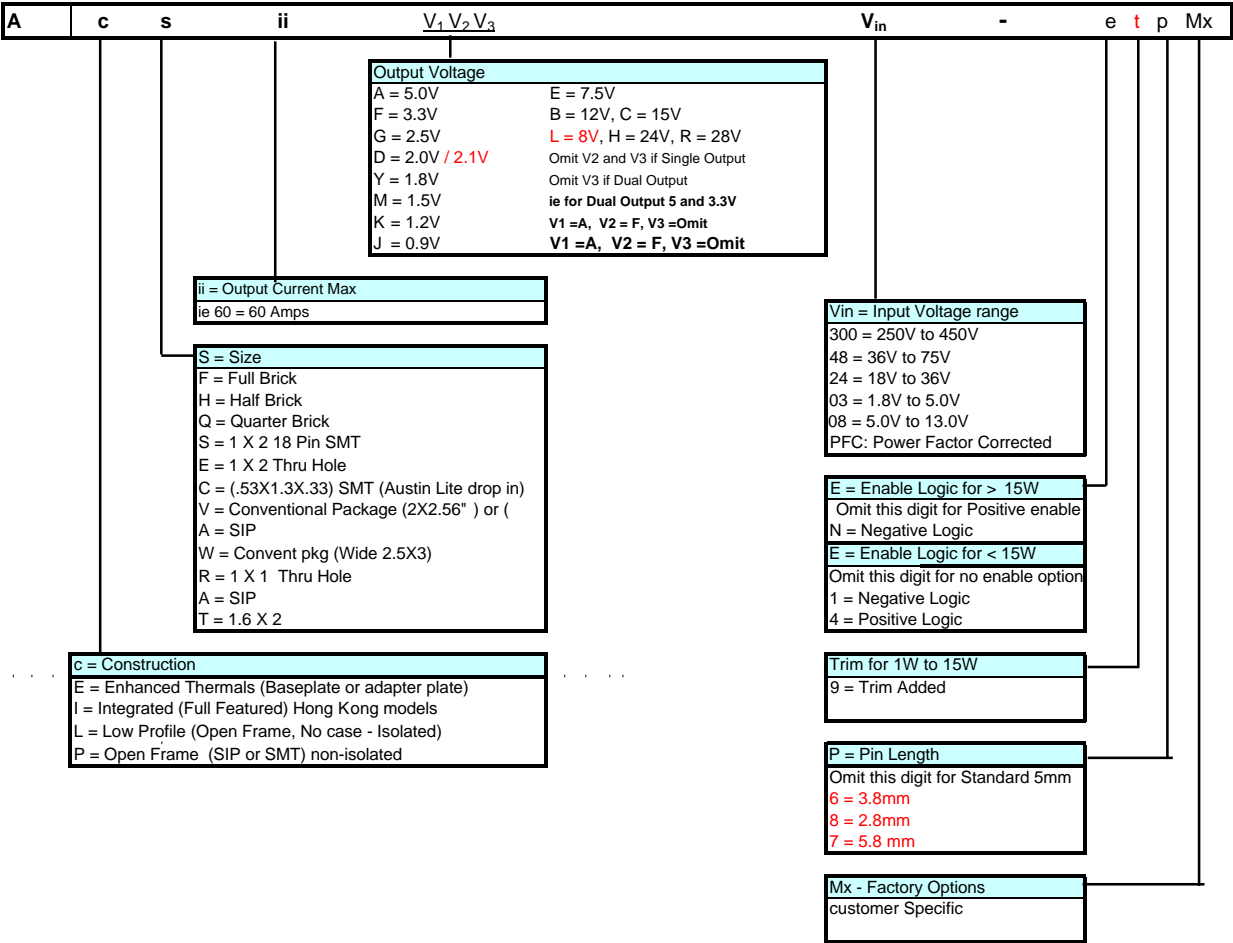 A c s ii V1 V2 V3 Vin - e t p Mx
Output Voltage
A = 5.0V E = 7.5V
F = 3.3V B = 12V, C = 15V
G = 2.5V L = 8V, H = 24V, R = 28V
D = 2.0V / 2.1V Omit V2 and V3 if Single Output
Y = 1.8V Omit V3 if Dual Output
M = 1.5V ie for Dual Output 5 and 3.3V
K = 1.2V V1 =A, V2 = F, V3 =Omit
J = 0.9V V1 =A, V2 = F, V3 =Omit
ii = Output Current Max
ie 60 = 60 Amps
S = Size
F = Full Brick
H = Half Brick
Q = Quarter Brick
S = 1 X 2 18 Pin SMT
E = 1 X 2 Thru Hole
C = (.53X1.3X.33) SMT (Austin Lite drop in)
V = Conventional Package (2X2.56" ) or (
A = SIP
W = Convent pkg (Wide 2.5X3)
R = 1 X 1 Thru Hole
A = SIP
T = 1.6 X 2
c = Construction
E = Enhanced Thermals (Baseplate or adapter plate)
I = Integrated (Full Featured) Hong Kong models
L = Low Profile (Open Frame, No case - Isolated)
P = Open Frame (SIP or SMT) non-isolated
Vin = Input Voltage range
300 = 250V to 450V
48 = 36V to 75V
24 = 18V to 36V
03 = 1.8V to 5.0V
08 = 5.0V to 13.0V
PFC: Power Factor Corrected
E = Enable Logic for > 15W
Omit this digit for Positive enable
N = Negative Logic
E = Enable Logic for < 15W
Omit this digit for no enable option
1 = Negative Logic
4 = Positive Logic
Trim for 1W to 15W
9 = Trim Added
P = Pin Length
Omit this digit for Standard 5mm
6 = 3.8mm
8 = 2.8mm
7 = 5.8 mm
Mx - Factory Options
customer Specific